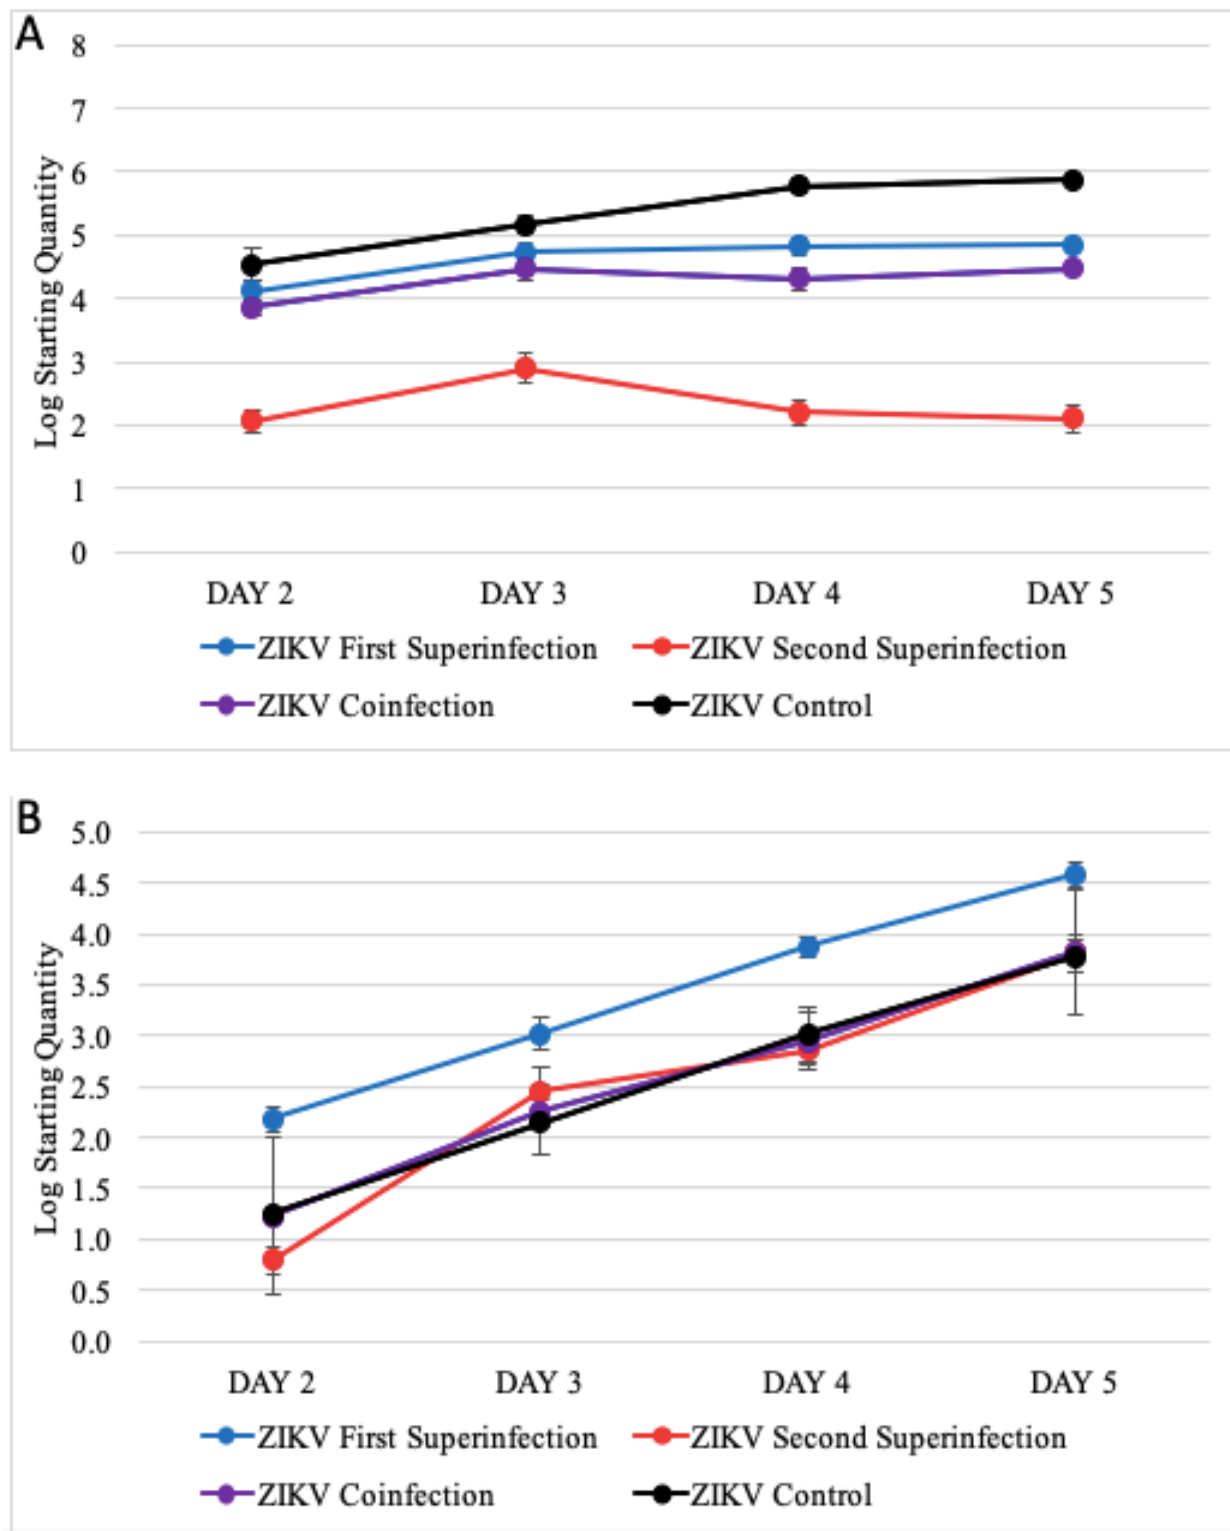 A
8
7
6
5
4
3
2
1
0
Log Starting Quantity
DAY 2 DAY 3 DAY 4 DAY 5
ZIKV First Superinfection ZIKV Second Superinfection
ZIKV Coinfection ZIKV Control
B
5.0
4.5
4.0
3.5
3.0
2.5
2.0
1.5
1.0
0.5
0.0
Log Starting Quantity
DAY 2 DAY 3 DAY 4 DAY 5
ZIKV First Superinfection ZIKV Second Superinfection
ZIKV Coinfection ZIKV Control